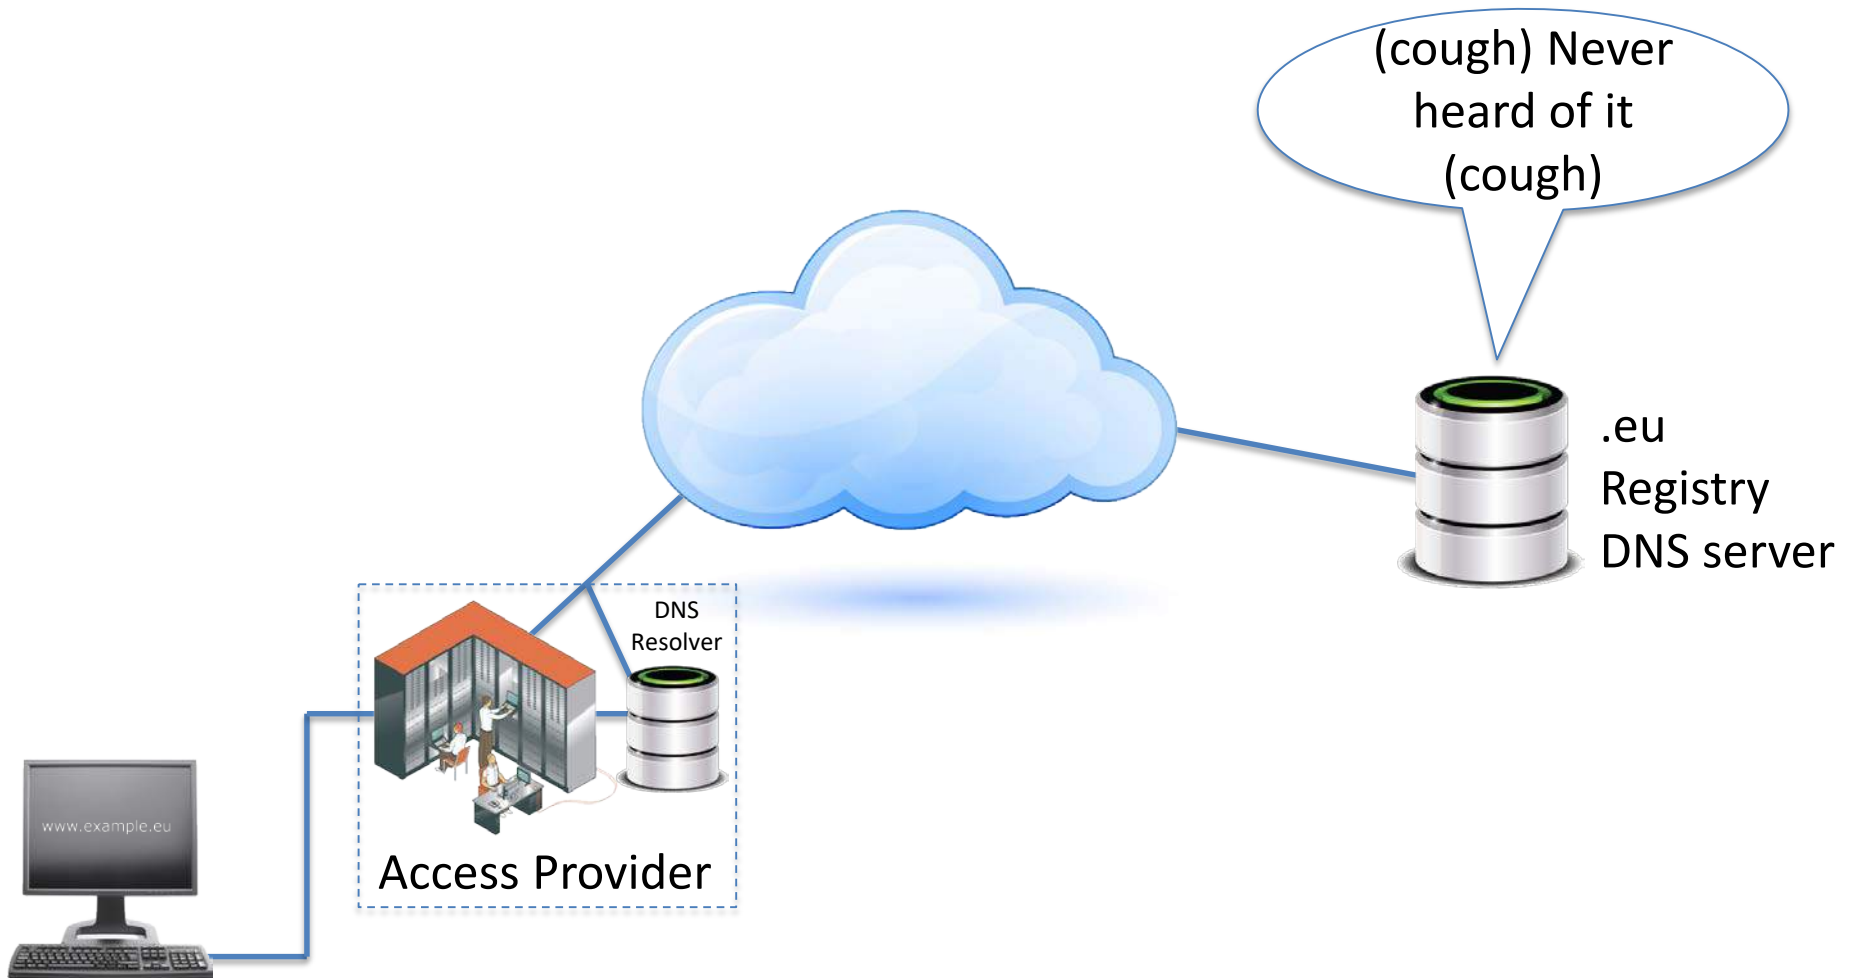 (cough) Never
heard of it
(cough)
.eu
Registry
DNS server
DNS
Resolver
www.example.eu
Access Provider